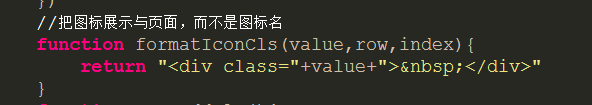 })
//把图标展示与页面，而不是图标名
function formatIconCls(value,row,index){
return "<div class="+value+">&nbsp;</div>"
}